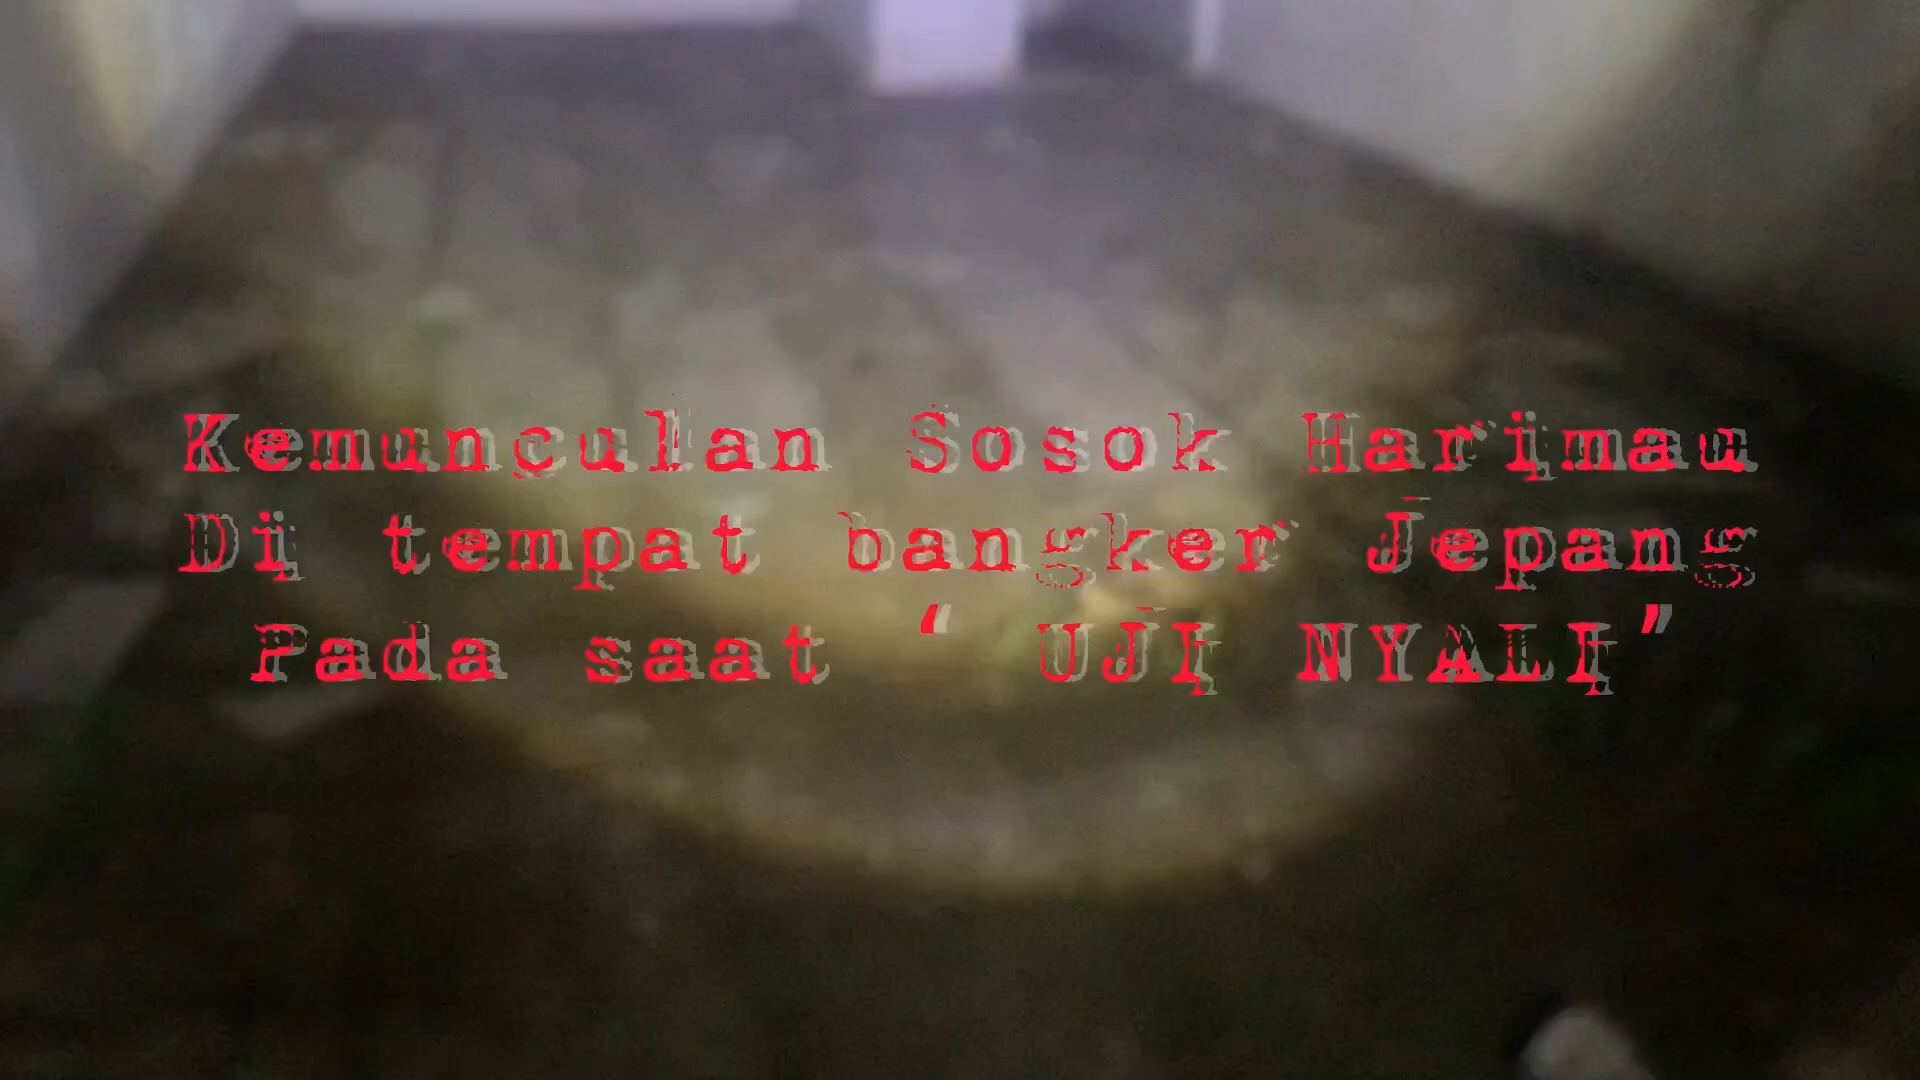 Kemunculan Sosok Harimau
Di tempat bangker Jepang
Pada saat “ UJI NYALI”